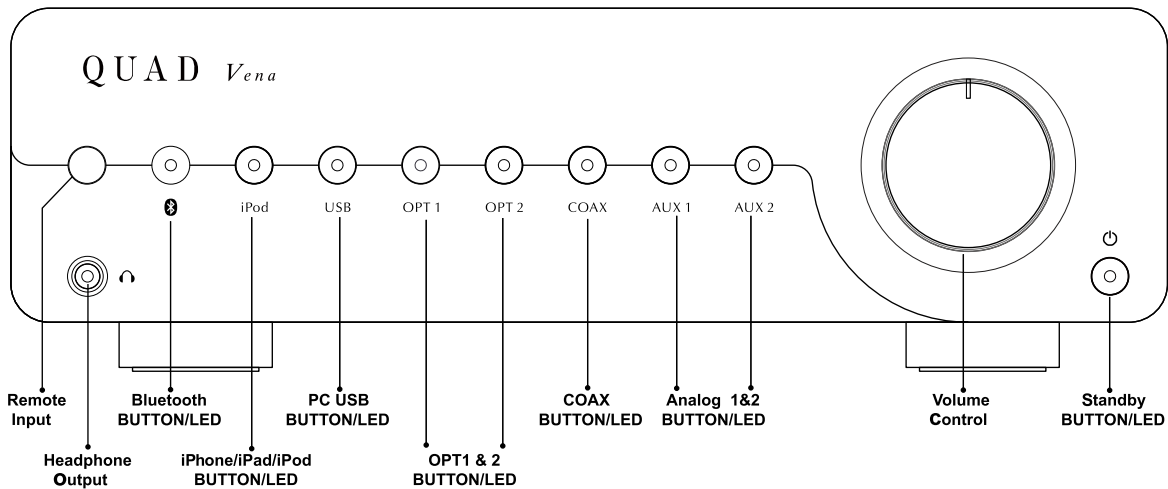 QUAD Vena
iPod USB OPT 1 OPT 2 COAX AUX 1 AUX 2
Remote
Input
Bluetooth
BUTTON/LED
PC USB
BUTTON/LED
COAX
BUTTON/LED
Analog 1&2
BUTTON/LED
Volume
Control
Standby
BUTTON/LED
Headphone
Output
iPhone/iPad/iPod
BUTTON/LED
OPT1 & 2
BUTTON/LED